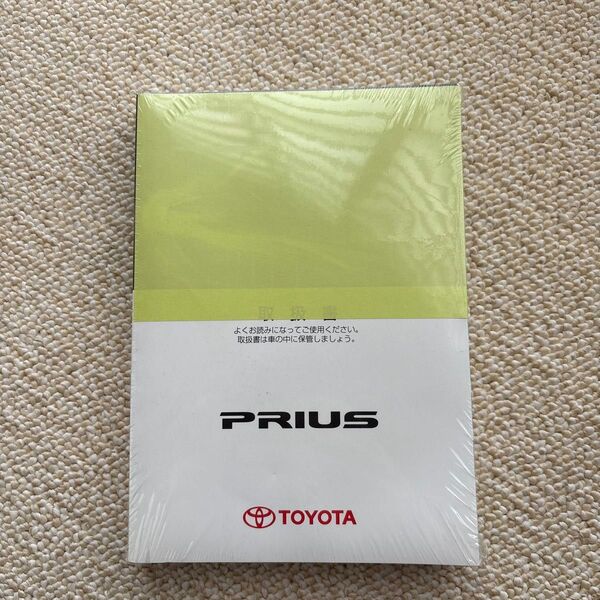 取扱書
よくお読みになってご使用ください。
取扱書は車の中に保管しましょう。
PRIUS
TOYOTA